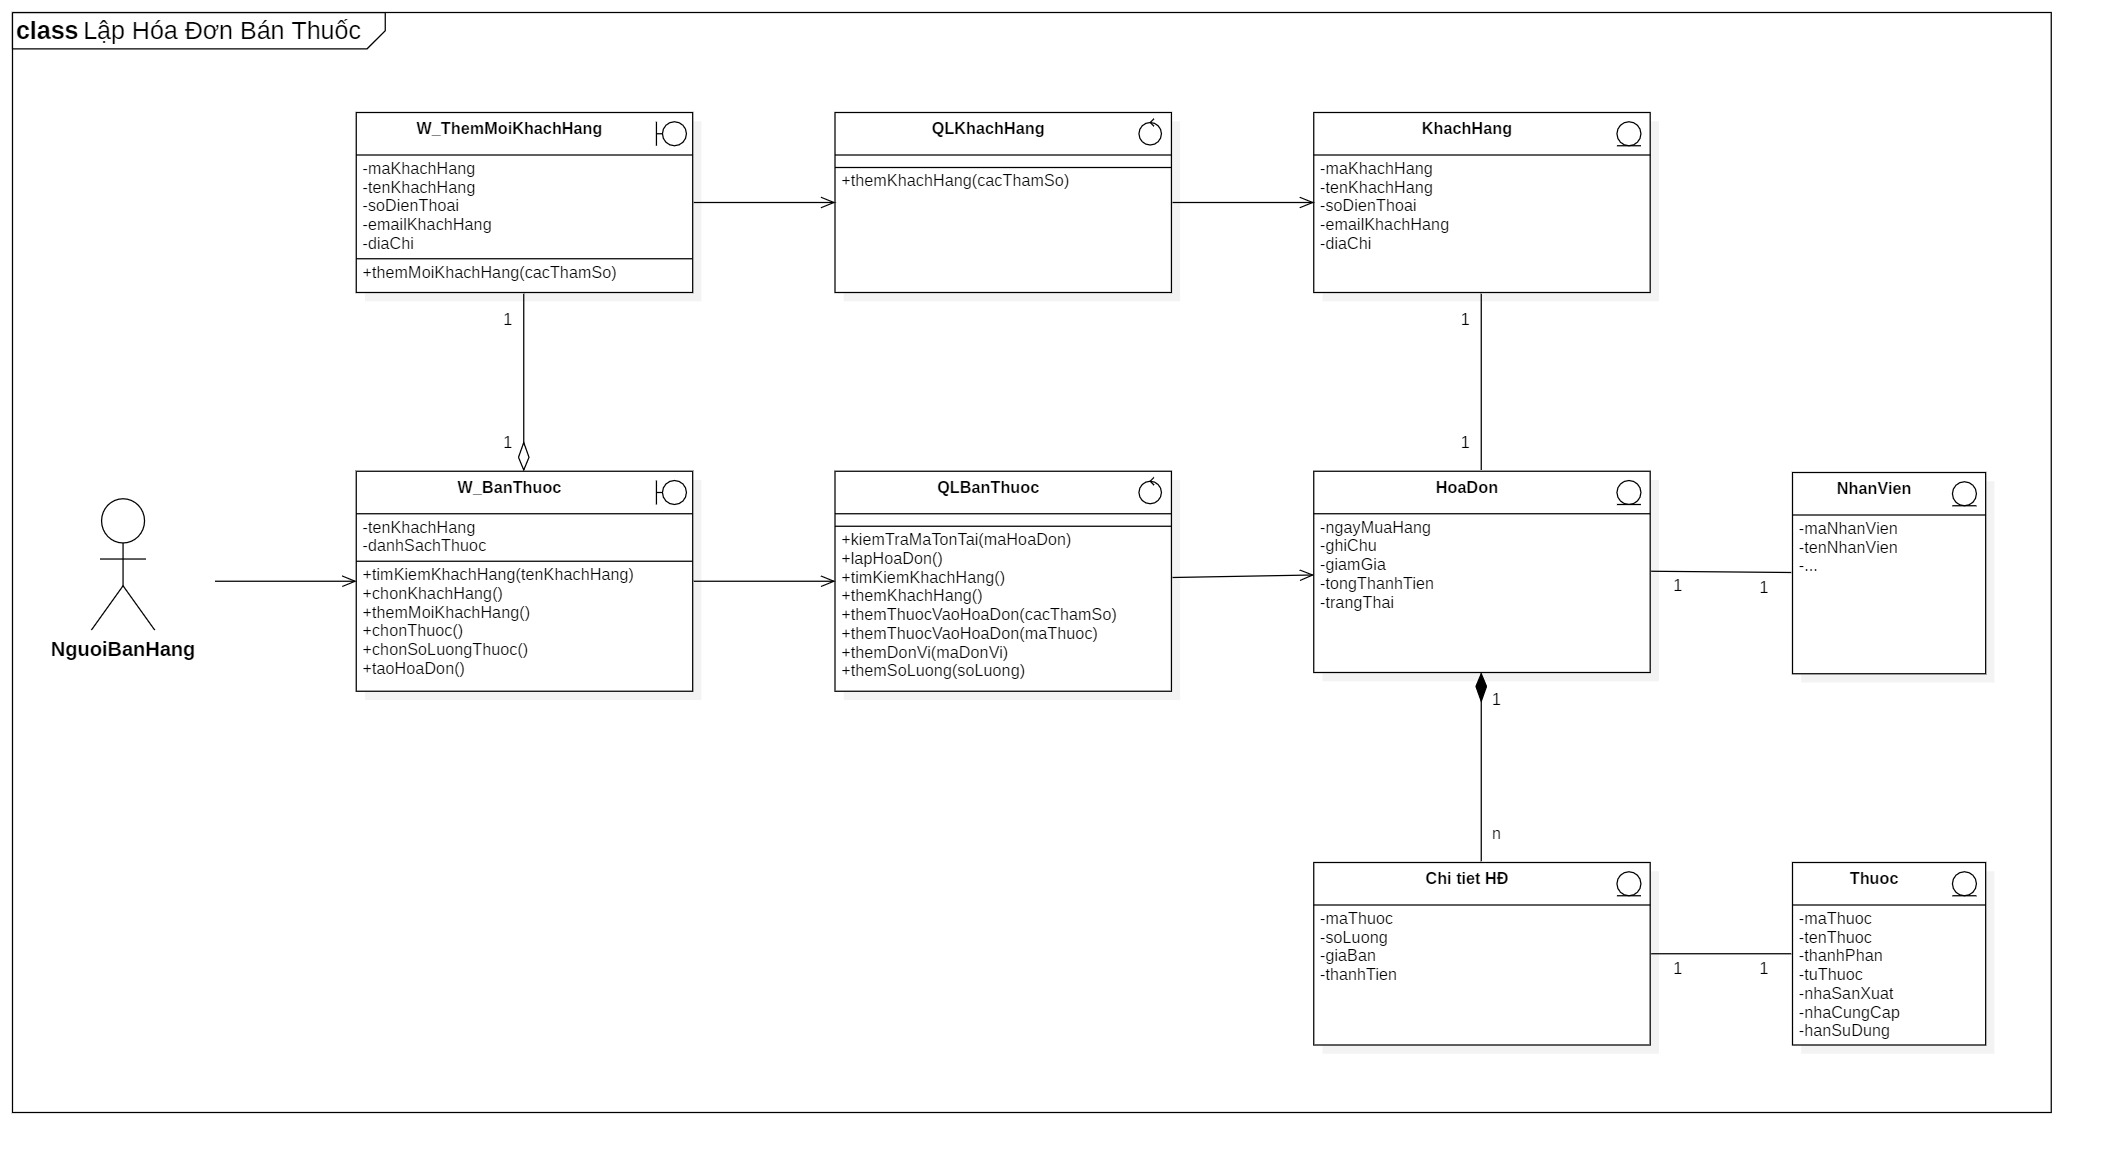 class Lập Hóa Đơn Bán Thuốc
W_ThemMoiKhachHang
-maKhachHang
-tenKhachHang
-soDienThoai
-emailKhachHang
-diaChi
+themMoiKhachHang(cacThamSo)
QLKhachHang
+themKhachHang(cacThamSo)
KhachHang
-maKhachHang
-tenKhachHang
-soDienThoai
-emailKhachHang
-diaChi
1
1
1
1
NguoiBanHang
W_BanThuoc
-tenKhachHang
-danhSachThuoc
+timKiemKhachHang(tenKhachHang)
+chonKhachHang()
+themMoiKhachHang()
+chonThuoc()
+chonSoLuongThuoc()
+taoHoaDon()
QLBanThuoc
+kiemTraMaTonTai(maHoaDon)
+lapHoaDon()
+timKiemKhachHang()
+themKhachHang()
+themThuocVaoHoaDon(cacThamSo)
+themThuocVaoHoaDon(maThuoc)
+themDonVi(maDonVi)
+themSoLuong(soLuong)
HoaDon
-ngayMuaHang
-ghiChu
-giamGia
-tongThanhTien
-trangThai
1
1
NhanVien
-maNhanVien
-tenNhanVien
-...
1
n
Chi tiet HĐ
-maThuoc
-soLuong
-giaBan
-thanhTien
1
1
Thuoc
-maThuoc
-tenThuoc
-thanhPhan
-tuThuoc
-nhaSanXuat
-nhaCungCap
-hanSuDung